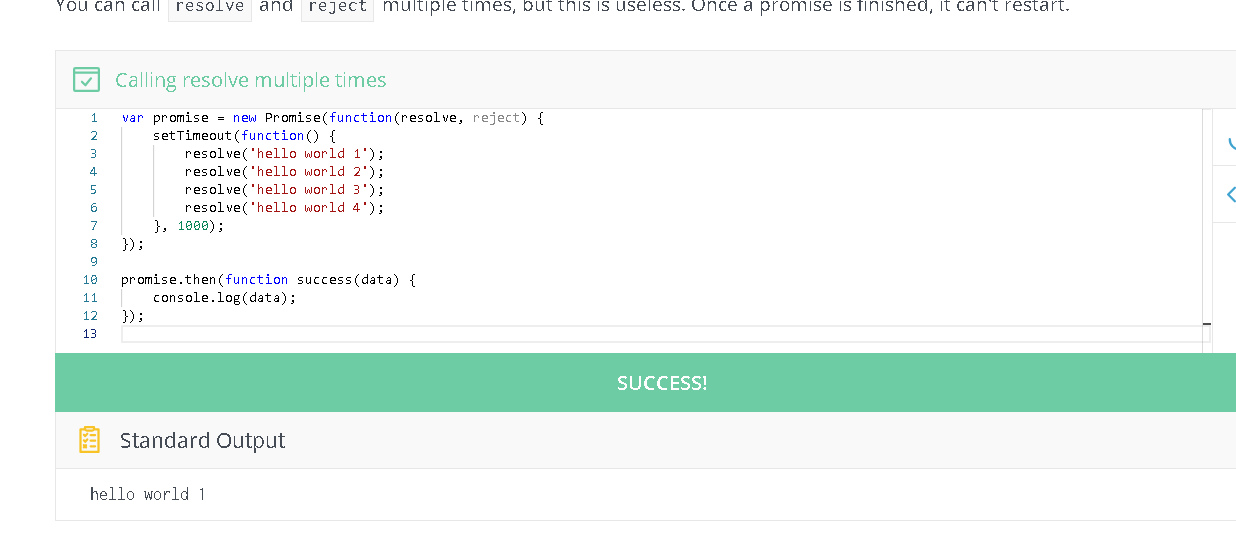 You can call resolve and reject multiple times, but this is useless. Once a promise is finished, it can't restart.
Calling resolve multiple times
1 var promise = new Promise(function(resolve, reject) {
2 setTimeout(function() {
3 resolve('hello world 1');
4 resolve('hello world 2');
5 resolve('hello world 3');
6 resolve('hello world 4');
7 }, 1000);
8 });
9
10 promise.then(function success(data) {
11 console.log(data);
12 });
13
SUCCESS!
Standard Output
hello world 1